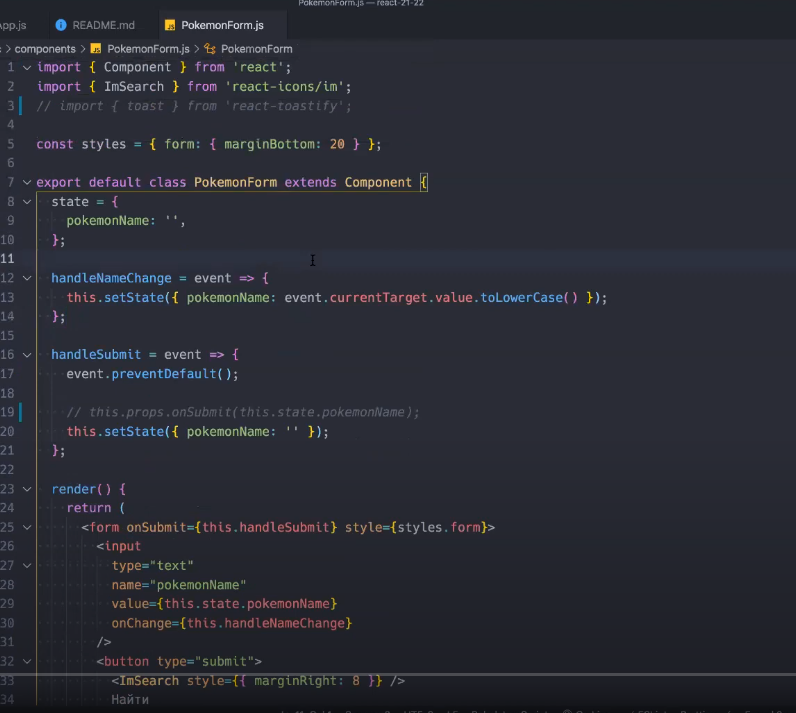 PokemonForm.js — react-21-22
App.js README.md PokemonForm.js
components > PokemonForm.js > PokemonForm
1 import { Component } from 'react';
2 import { ImSearch } from 'react-icons/im';
3 // import { toast } from 'react-toastify';
4
5 const styles = { form: { marginBottom: 20 } };
6
7 export default class PokemonForm extends Component {
8 state = {
9 pokemonName: '',
10 };
11
12 handleNameChange = event => {
13 this.setState({ pokemonName: event.currentTarget.value.toLowerCase() });
14 };
15
16 handleSubmit = event => {
17 event.preventDefault();
18
19 // this.props.onSubmit(this.state.pokemonName);
20 this.setState({ pokemonName: '' });
21 };
22
23 render() {
24 return (
25 <form onSubmit={this.handleSubmit} style={styles.form}>
26 <input
27 type="text"
28 name="pokemonName"
29 value={this.state.pokemonName}
30 onChange={this.handleNameChange}
31 />
32 <button type="submit">
33 <ImSearch style={{ marginRight: 8 }} />
34 Найти